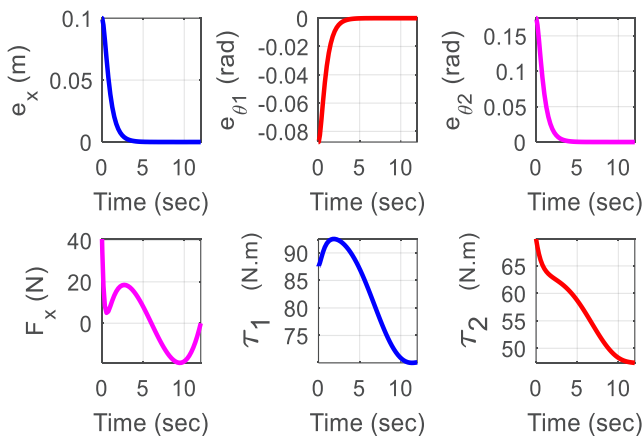 e_x (m)
0.1
0.05
0
0 5 10
Time (sec)
e_θ1 (rad)
0
-0.02
-0.04
-0.06
-0.08
0 5 10
Time (sec)
e_θ2 (rad)
0.15
0.1
0.05
0
0 5 10
Time (sec)
F_x (N)
40
20
0
0 5 10
Time (sec)
τ_1 (N.m)
90
80
0 5 10
Time (sec)
τ_2 (N.m)
65
60
55
50
0 5 10
Time (sec)